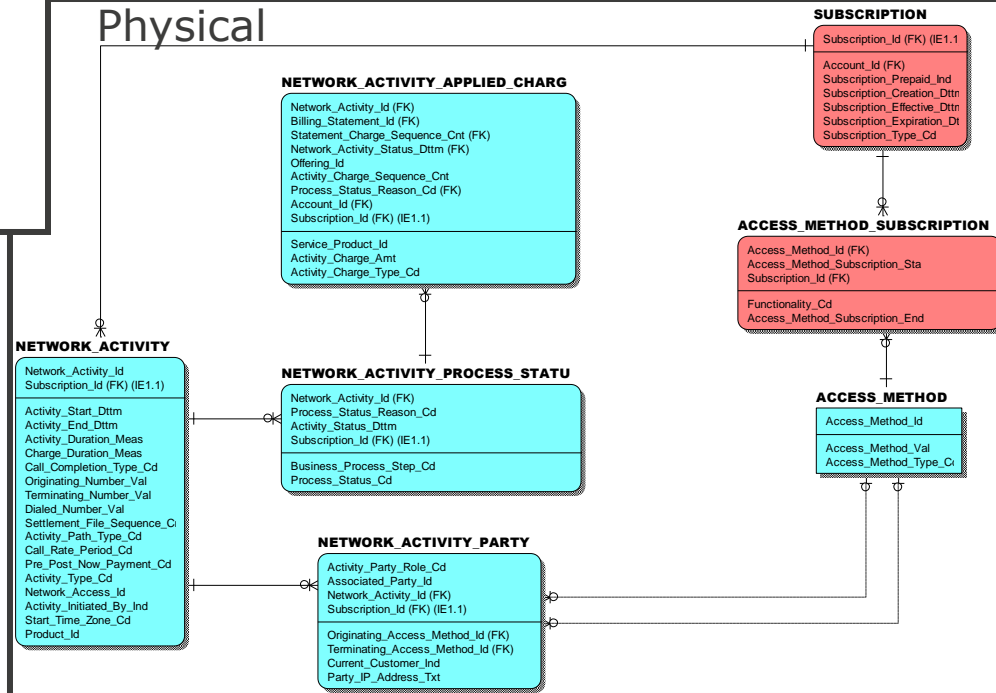 Physical
SUBSCRIPTION
Subscription_Id (FK) (IE1.1
Account_Id (FK)
Subscription_Prepaid_Ind
Subscription_Creation_Dttm
Subscription_Effective_Dttm
Subscription_Expiration_Dt
Subscription_Type_Cd
NETWORK_ACTIVITY_APPLIED_CHARG
Network_Activity_Id (FK)
Billing_Statement_Id (FK)
Statement_Charge_Sequence_Cnt (FK)
Network_Activity_Status_Dttm (FK)
Offering_Id
Activity_Charge_Sequence_Cnt
Process_Status_Reason_Cd (FK)
Account_Id (FK)
Subscription_Id (FK) (IE1.1)
Service_Product_Id
Activity_Charge_Amt
Activity_Charge_Type_Cd
ACCESS_METHOD_SUBSCRIPTION
Access_Method_Id (FK)
Access_Method_Subscription_Sta
Subscription_Id (FK)
Functionality_Cd
Access_Method_Subscription_End
NETWORK_ACTIVITY
Network_Activity_Id
Subscription_Id (FK) (IE1.1)
Activity_Start_Dttm
Activity_End_Dttm
Activity_Duration_Meas
Charge_Duration_Meas
Call_Completion_Type_Cd
Originating_Number_Val
Terminating_Number_Val
Dialed_Number_Val
Settlement_File_Sequence_C
Activity_Path_Type_Cd
Call_Rate_Period_Cd
Pre_Post_Now_Payment_Cd
Activity_Type_Cd
Network_Access_Id
Activity_Initiated_By_Ind
Start_Time_Zone_Cd
Product_Id
NETWORK_ACTIVITY_PROCESS_STATU
Network_Activity_Id (FK)
Process_Status_Reason_Cd
Activity_Status_Dttm
Subscription_Id (FK) (IE1.1)
Business_Process_Step_Cd
Process_Status_Cd
ACCESS_METHOD
Access_Method_Id
Access_Method_Val
Access_Method_Type_C
NETWORK_ACTIVITY_PARTY
Activity_Party_Role_Cd
Associated_Party_Id
Network_Activity_Id (FK)
Subscription_Id (FK) (IE1.1)
Originating_Access_Method_Id (FK)
Terminating_Access_Method_Id (FK)
Current_Customer_Ind
Party_IP_Address_Txt